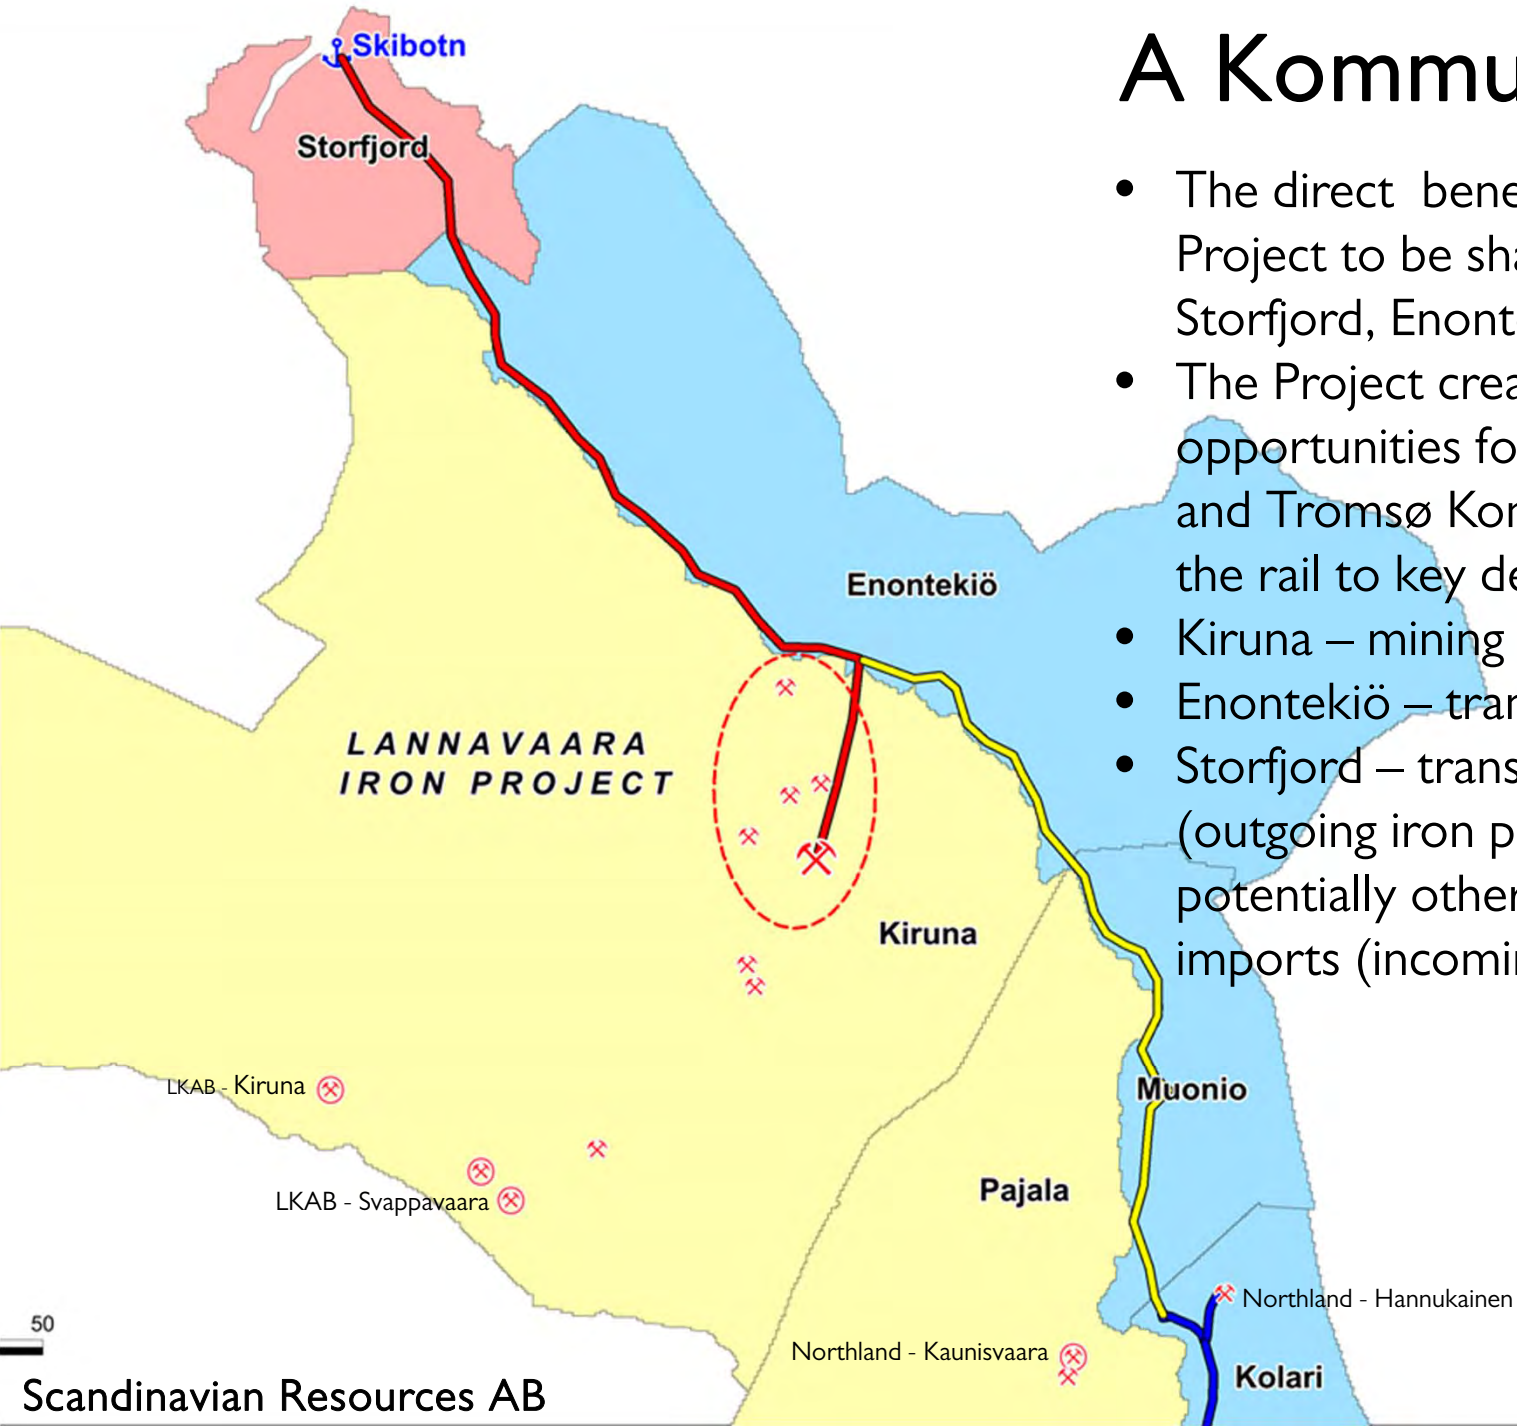 Skibotn
Storfjord
Enontekiö
LANNAVAARA
IRON PROJECT
Kiruna
LKAB - Kiruna
LKAB - Svappavaara
Muonio
Pajala
Northland - Hannukainen
Northland - Kaunisvaara
Kolari
50
Scandinavian Resources AB
A Kommu
• The direct bene
Project to be sha
Storfjord, Enont
• The Project crea
opportunities fo
and Tromsø Kor
the rail to key de
• Kiruna – mining
• Enontekiö – tran
• Storfjord – trans
(outgoing iron p
potentially other
imports (incomin